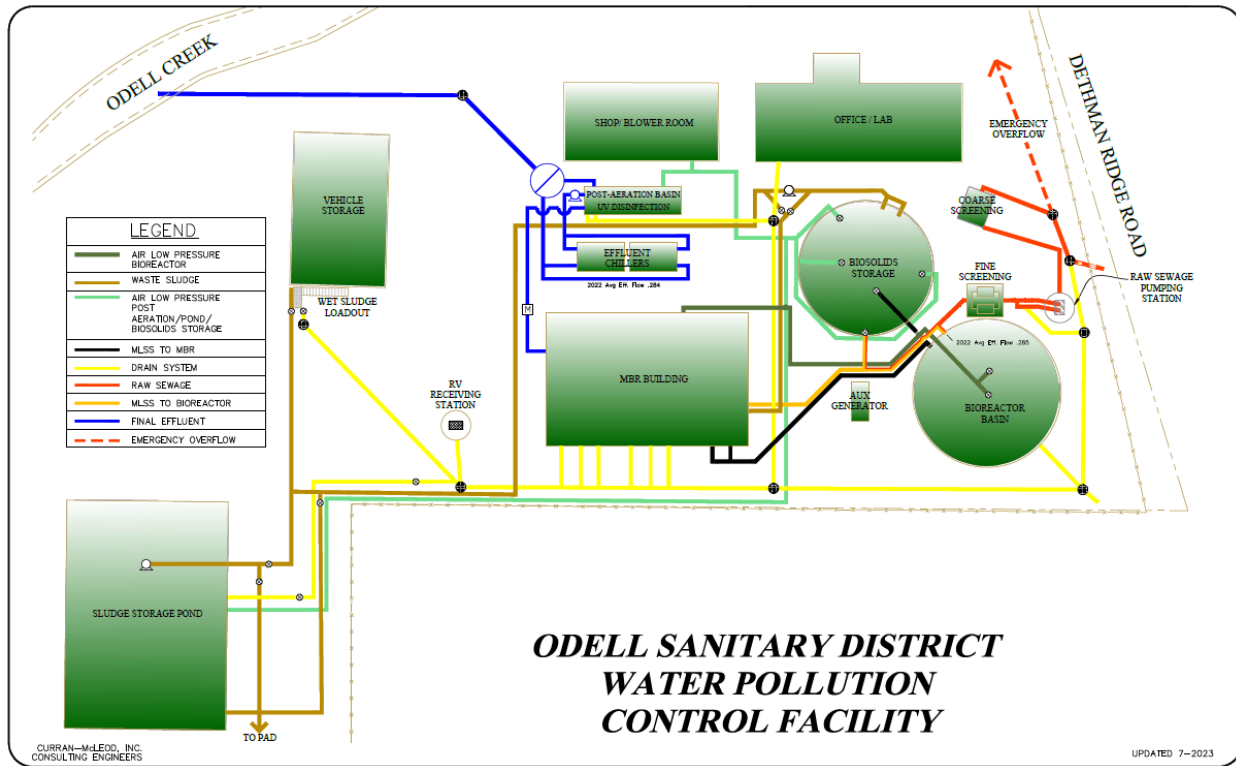 ODELL CREEK
DETHMAN RIDGE ROAD
SHOP/ BLOWER ROOM
OFFICE / LAB
EMERGENCY
OVERFLOW
VEHICLE
STORAGE
POST-AERATION BASIN
UV DISINFECTION
COARSE
SCREENING
LEGEND
AIR LOW PRESSURE
BIOREACTOR
WASTE SLUDGE
AIR LOW PRESSURE
POST
AERATION/POND/
BIOSOLIDS STORAGE
MLSS TO MBR
DRAIN SYSTEM
RAW SEWAGE
MLSS TO BIOREACTOR
FINAL EFFLUENT
EMERGENCY OVERFLOW
EFFLUENT
CHILLERS
2022 Avg Eff. Flow .284
BIOSOLIDS
STORAGE
FINE
SCREENING
RAW SEWAGE
PUMPING
STATION
WET SLUDGE
LOADOUT
M
2022 Avg Eff. Flow .285
MBR BUILDING
RV
RECEIVING
STATION
AUX
GENERATOR
BIOREACTOR
BASIN
SLUDGE STORAGE POND
TO PAD
ODELL SANITARY DISTRICT
WATER POLLUTION
CONTROL FACILITY
CURRAN-McLEOD, INC.
CONSULTING ENGINEERS
UPDATED 7-2023